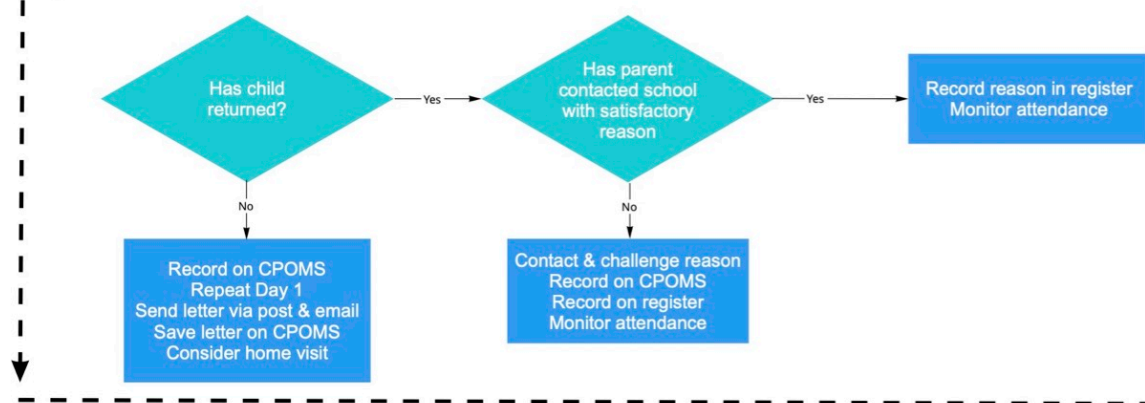 Has child
returned?
Yes
Has parent
contacted school
with satisfactory
reason
Yes
Record reason in register
Monitor attendance
No
No
Record on CPOMS
Repeat Day 1
Send letter via post & email
Save letter on CPOMS
Consider home visit
Contact & challenge reason
Record on CPOMS
Record on register
Monitor attendance